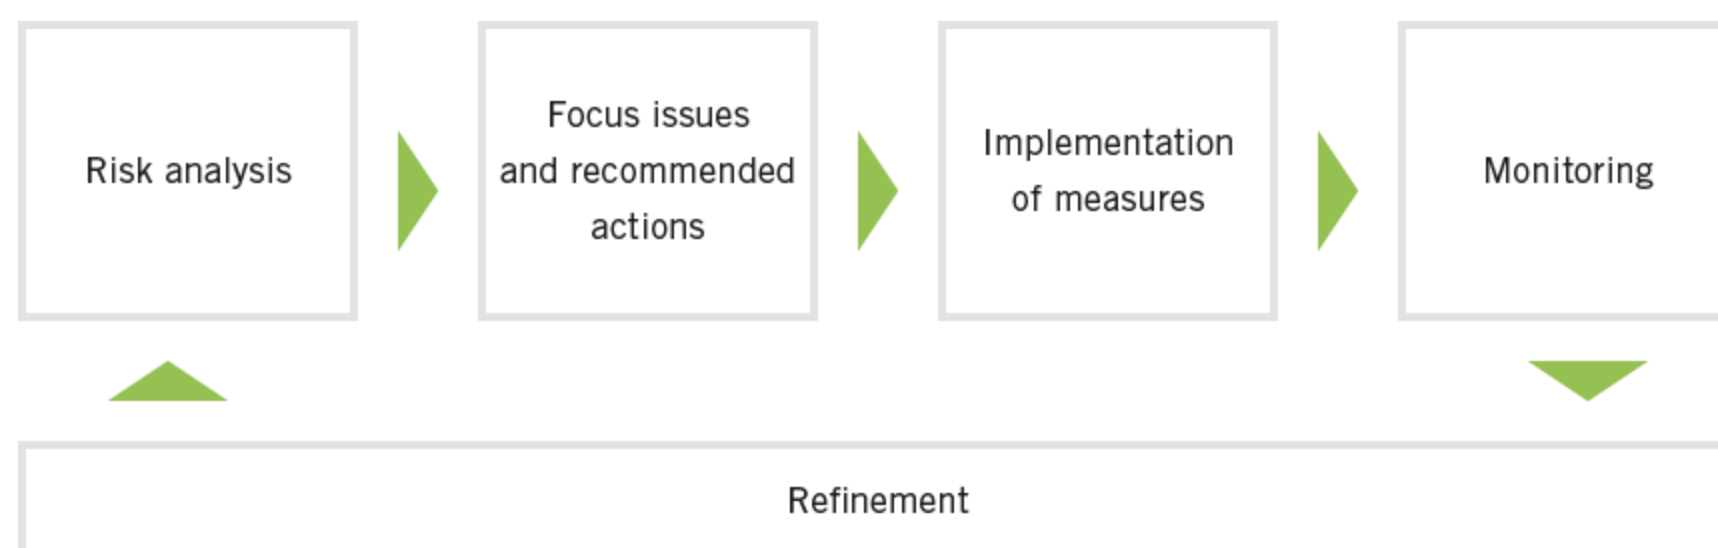 Risk analysis
Focus issues
and recommended
actions
Implementation
of measures
Monitoring
Refinement